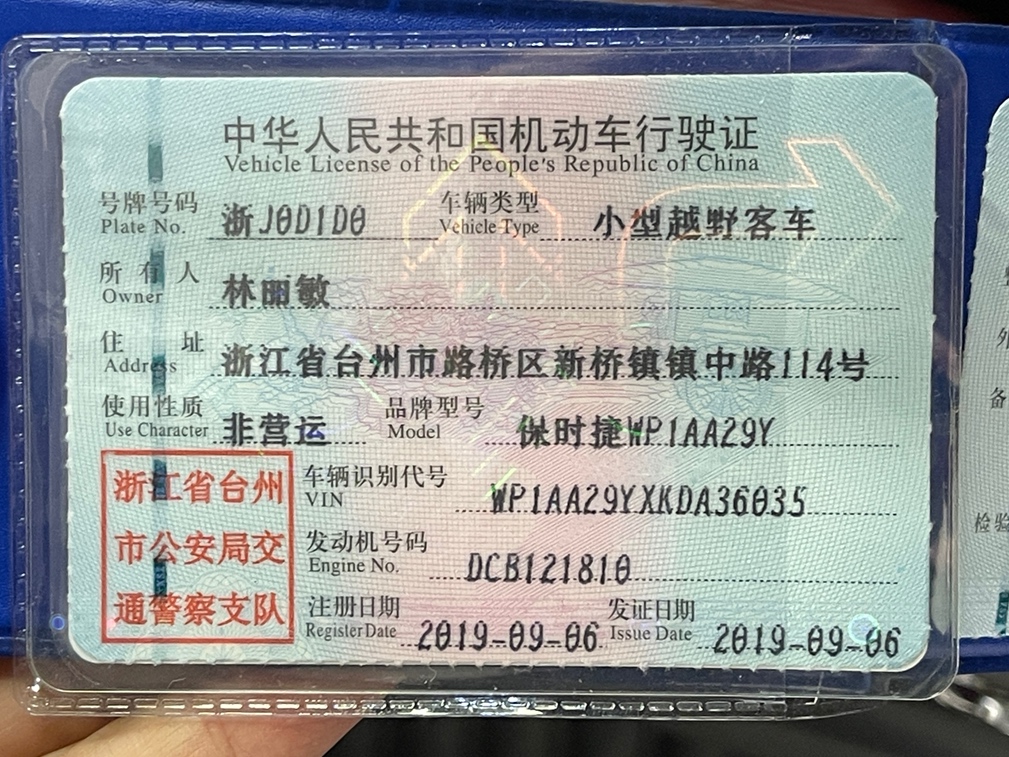 中华人民共和国机动车行驶证
Vehicle License of the People's Republic of China
号牌号码 浙J0D1D0 车辆类型 小型越野客车
Plate No. Vehicle Type
所有人 林丽敏
Owner
住址 浙江省台州市路桥区新桥镇镇中路114号
Address
使用性质 非营运 品牌型号 保时捷WP1AA29Y
Use Character Model
浙江省台州
市公安局交
通警察支队
车辆识别代号 WP1AA29YXKDA36035
VIN
发动机号码 DCB121810
Engine No.
注册日期 2019-09-06 发证日期 2019-09-06
Register Date Issue Date
外
备
检验